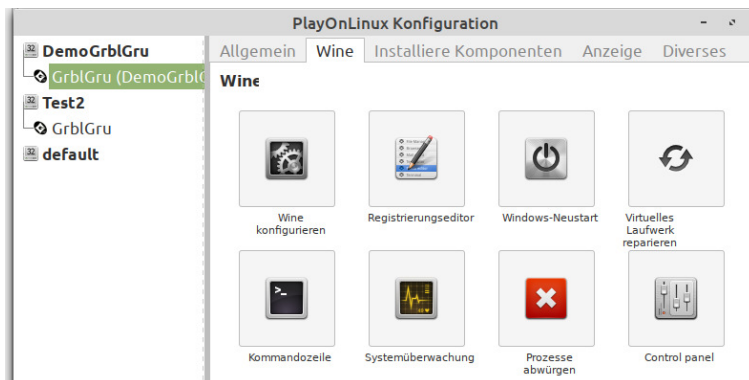 PlayOnLinux Konfiguration
DemoGrblGru
GrblGru (DemoGrblG
Test2
GrblGru
default
Allgemein Wine Installiere Komponenten Anzeige Diverses
Wine
Wine konfigurieren
Registrierungseditor
Windows-Neustart
Virtuelles Laufwerk reparieren
Kommandozeile
Systemüberwachung
Prozesse abwürgen
Control panel